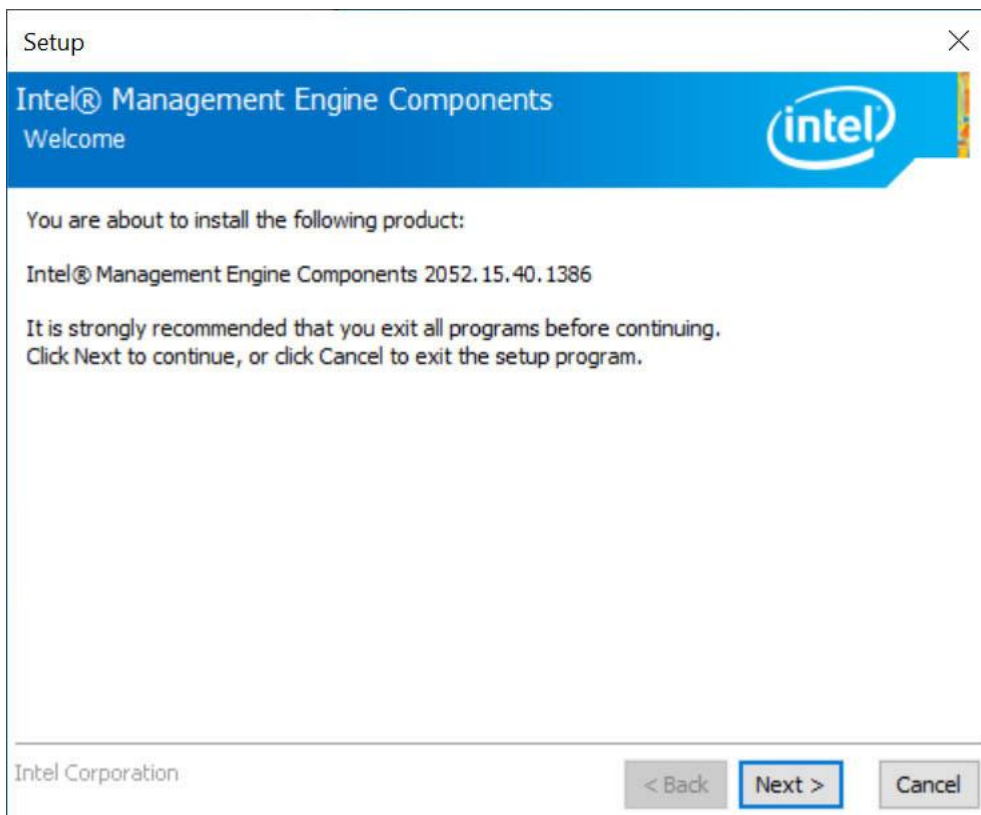 Setup
Intel® Management Engine Components
Welcome
intel
You are about to install the following product:
Intel® Management Engine Components 2052.15.40.1386
It is strongly recommended that you exit all programs before continuing.
Click Next to continue, or click Cancel to exit the setup program.
Intel Corporation
< Back Next > Cancel